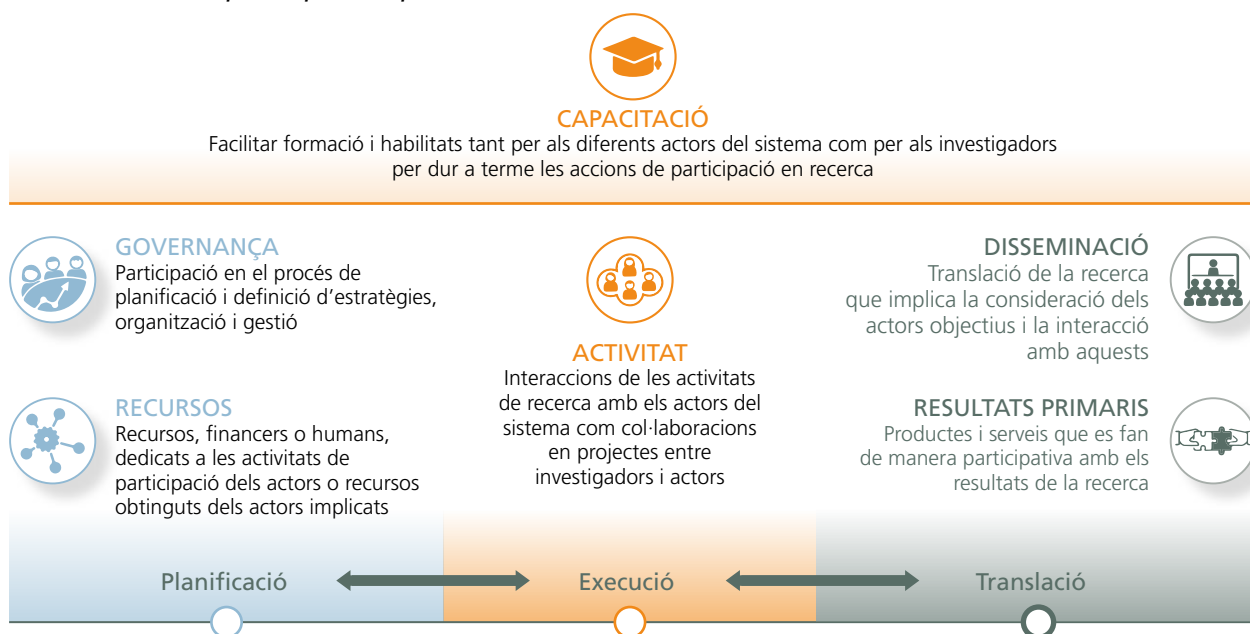 CAPACITACIÓ
Facilitar formació i habilitats tant per als diferents actors del sistema com per als investigadors
per dur a terme les accions de participació en recerca
GOVERNANÇA
Participació en el procés de
planificació i definició d'estratègies,
organització i gestió
RECURSOS
Recursos, financers o humans,
dedicats a les activitats de
participació dels actors o recursos
obtinguts dels actors implicats
ACTIVITAT
Interaccions de les activitats
de recerca amb els actors del
sistema com col·laboracions
en projectes entre
investigadors i actors
DISSEMINACIÓ
Translació de la recerca
que implica la consideració dels
actors objectius i la interacció
amb aquests
RESULTATS PRIMARIS
Productes i serveis que es fan
de manera participativa amb els
resultats de la recerca
Planificació
Execució
Translació